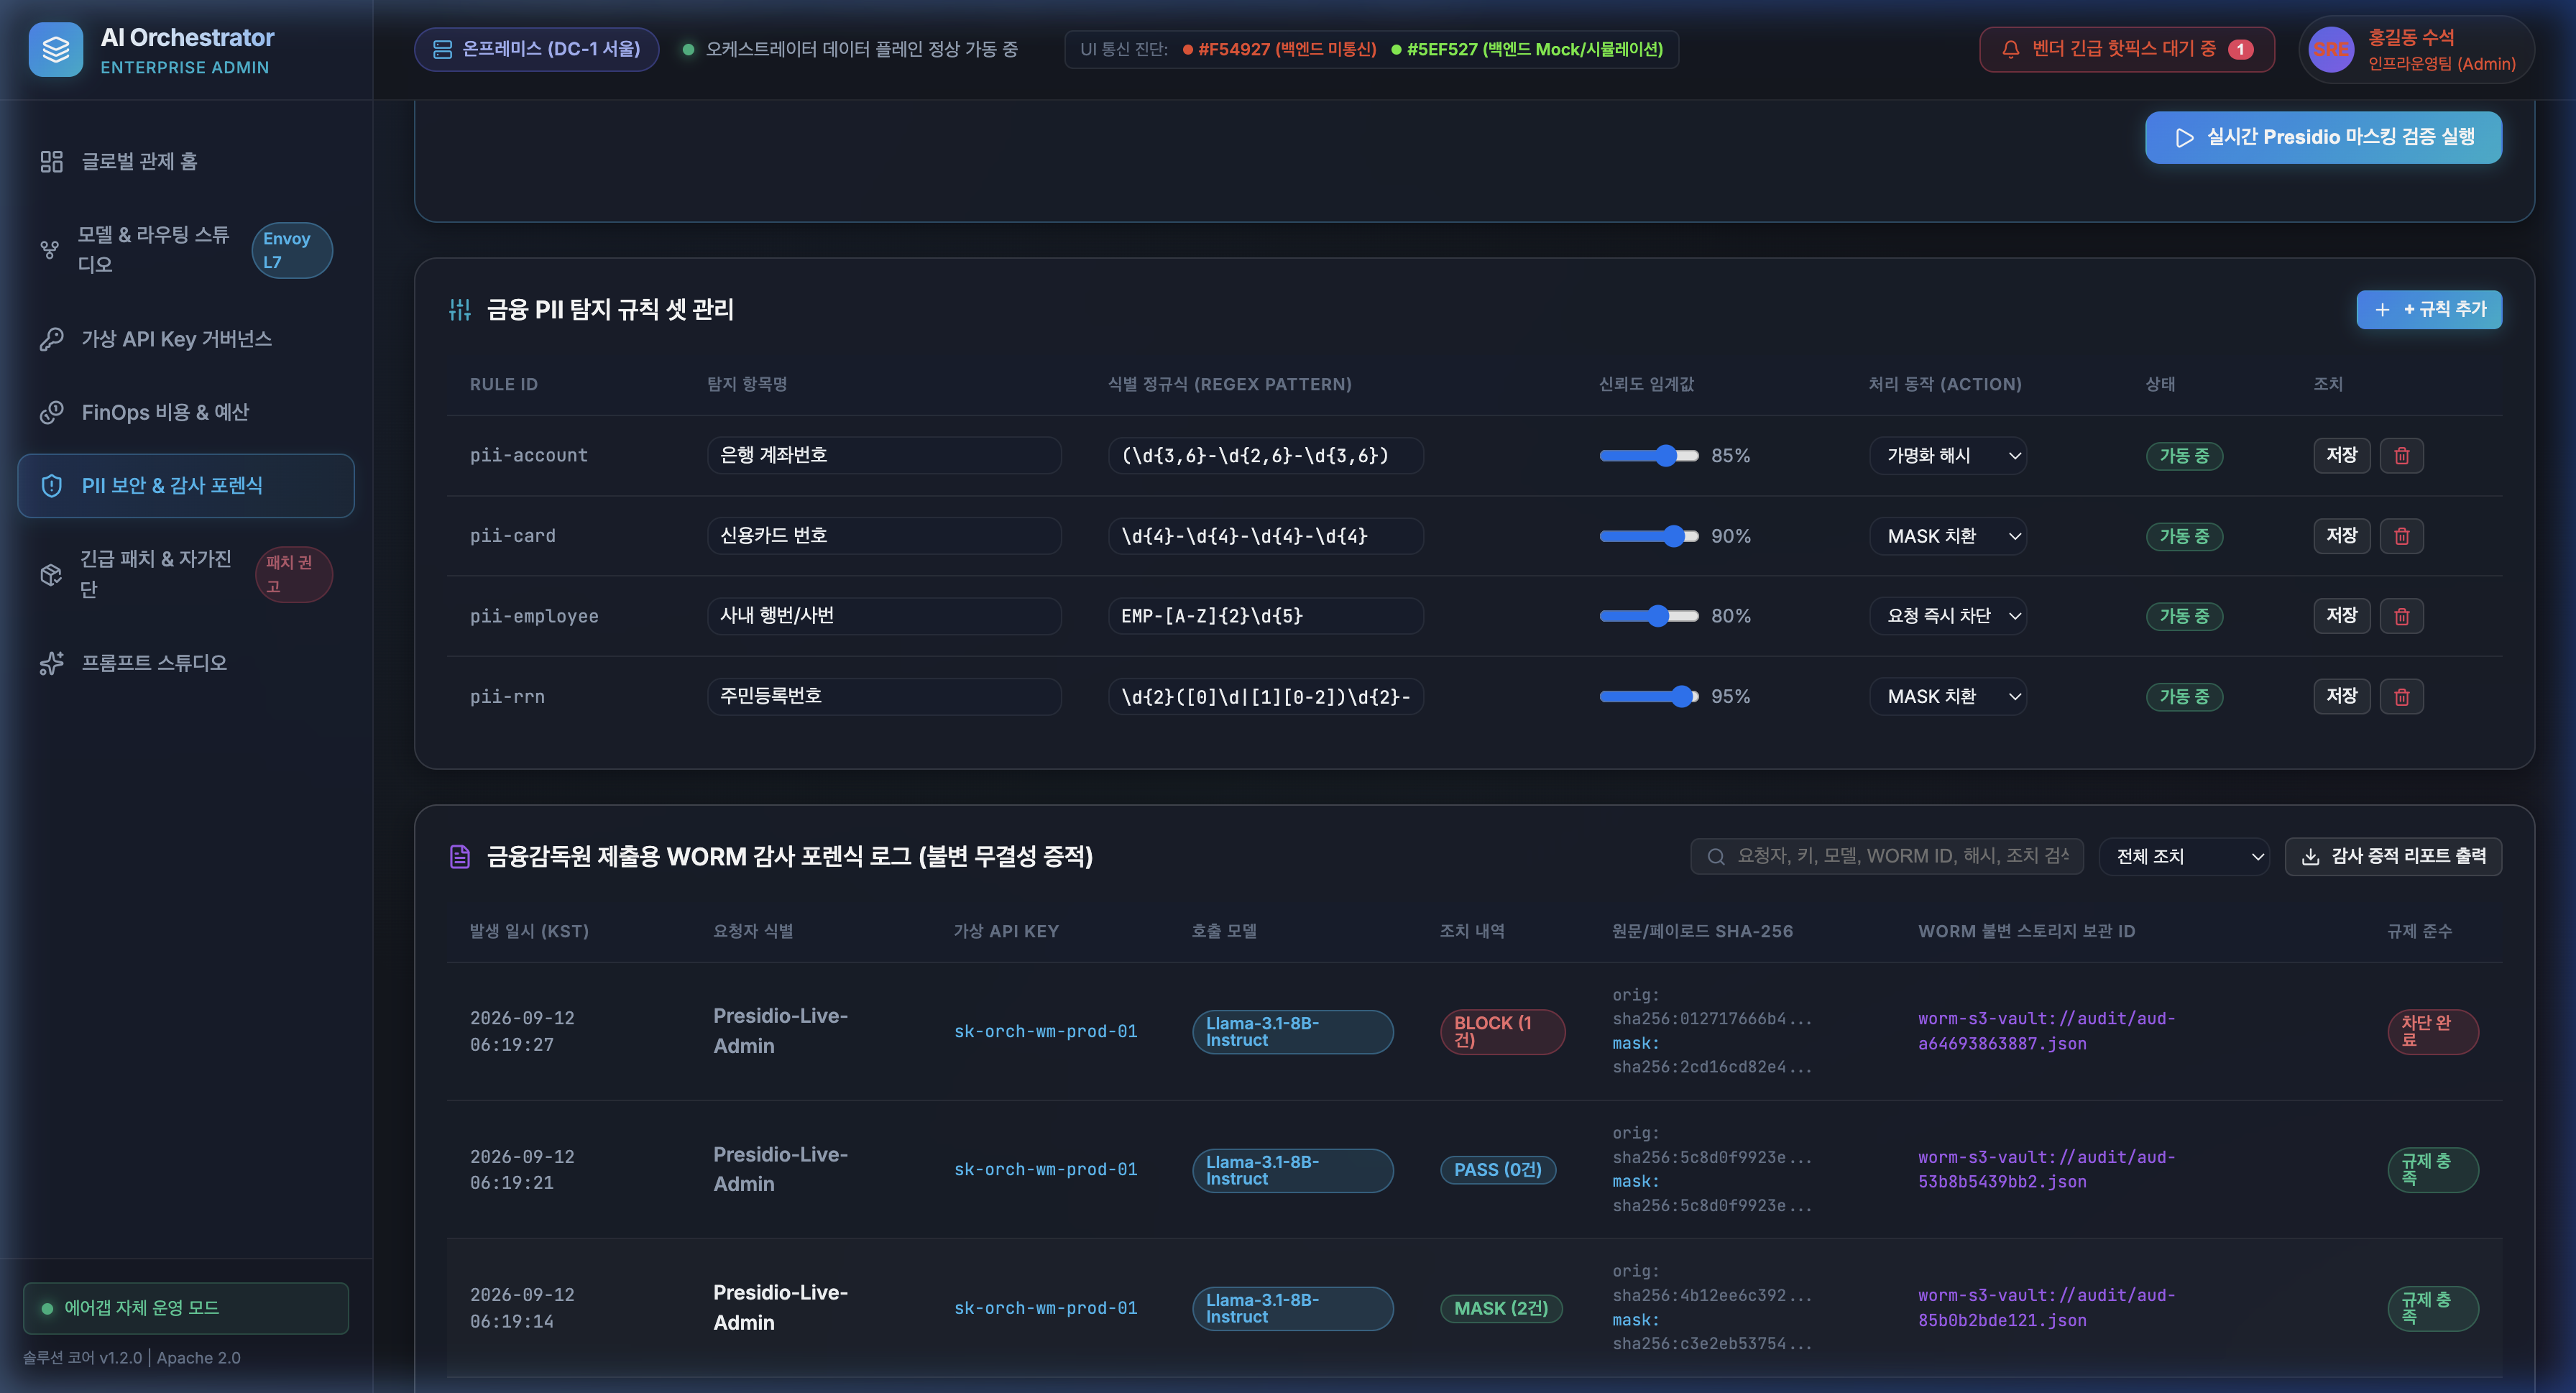 AI Orchestrator
ENTERPRISE ADMIN
온프레미스 (DC-1 서울)
오케스트레이터 데이터 플레인 정상 가동 중
UI 통신 진단: #F54927 (백엔드 미통신) #5EF527 (백엔드 Mock/시뮬레이션)
벤더 긴급 핫픽스 대기 중 1
SRE
홍길동 수석
인프라운영팀 (Admin)
글로벌 관제 홈
모델 & 라우팅 스튜
디오
Envoy
L7
가상 API Key 거버넌스
FinOps 비용 & 예산
PII 보안 & 감사 포렌식
긴급 패치 & 자가진
단
패치 권
고
프롬프트 스튜디오
에어갭 자체 운영 모드
솔루션 코어 v1.2.0 | Apache 2.0
실시간 Presidio 마스킹 검증 실행
금융 PII 탐지 규칙 셋 관리
+ 규칙 추가
RULE ID 탐지 항목명 식별 정규식 (REGEX PATTERN) 신뢰도 임계값 처리 동작 (ACTION) 상태 조치
pii-account 은행 계좌번호 (\d{3,6}-\d{2,6}-\d{3,6}) 85% 가명화 해시 가동 중 저장
pii-card 신용카드 번호 \d{4}-\d{4}-\d{4}-\d{4} 90% MASK 치환 가동 중 저장
pii-employee 사내 행번/사번 EMP-[A-Z]{2}\d{5} 80% 요청 즉시 차단 가동 중 저장
pii-rrn 주민등록번호 \d{2}([0]\d|[1][0-2])\d{2}- 95% MASK 치환 가동 중 저장
금융감독원 제출용 WORM 감사 포렌식 로그 (불변 무결성 증적)
요청자, 키, 모델, WORM ID, 해시, 조치 검색
전체 조치
감사 증적 리포트 출력
발생 일시 (KST) 요청자 식별 가상 API KEY 호출 모델 조치 내역 원문/페이로드 SHA-256 WORM 불변 스토리지 보관 ID 규제 준수
2026-09-12
06:19:27
Presidio-Live-
Admin
sk-orch-wm-prod-01
Llama-3.1-8B-
Instruct
BLOCK (1
건)
orig:
sha256:012717666b4...
mask:
sha256:2cd16cd82e4...
worm-s3-vault://audit/aud-
a64693863887.json
차단 완
료
2026-09-12
06:19:21
Presidio-Live-
Admin
sk-orch-wm-prod-01
Llama-3.1-8B-
Instruct
PASS (0건)
orig:
sha256:5c8d0f9923e...
mask:
sha256:5c8d0f9923e...
worm-s3-vault://audit/aud-
53b8b5439bb2.json
규제 충
족
2026-09-12
06:19:14
Presidio-Live-
Admin
sk-orch-wm-prod-01
Llama-3.1-8B-
Instruct
MASK (2건)
orig:
sha256:4b12ee6c392...
mask:
sha256:c3e2eb53754...
worm-s3-vault://audit/aud-
85b0b2bde121.json
규제 충
족